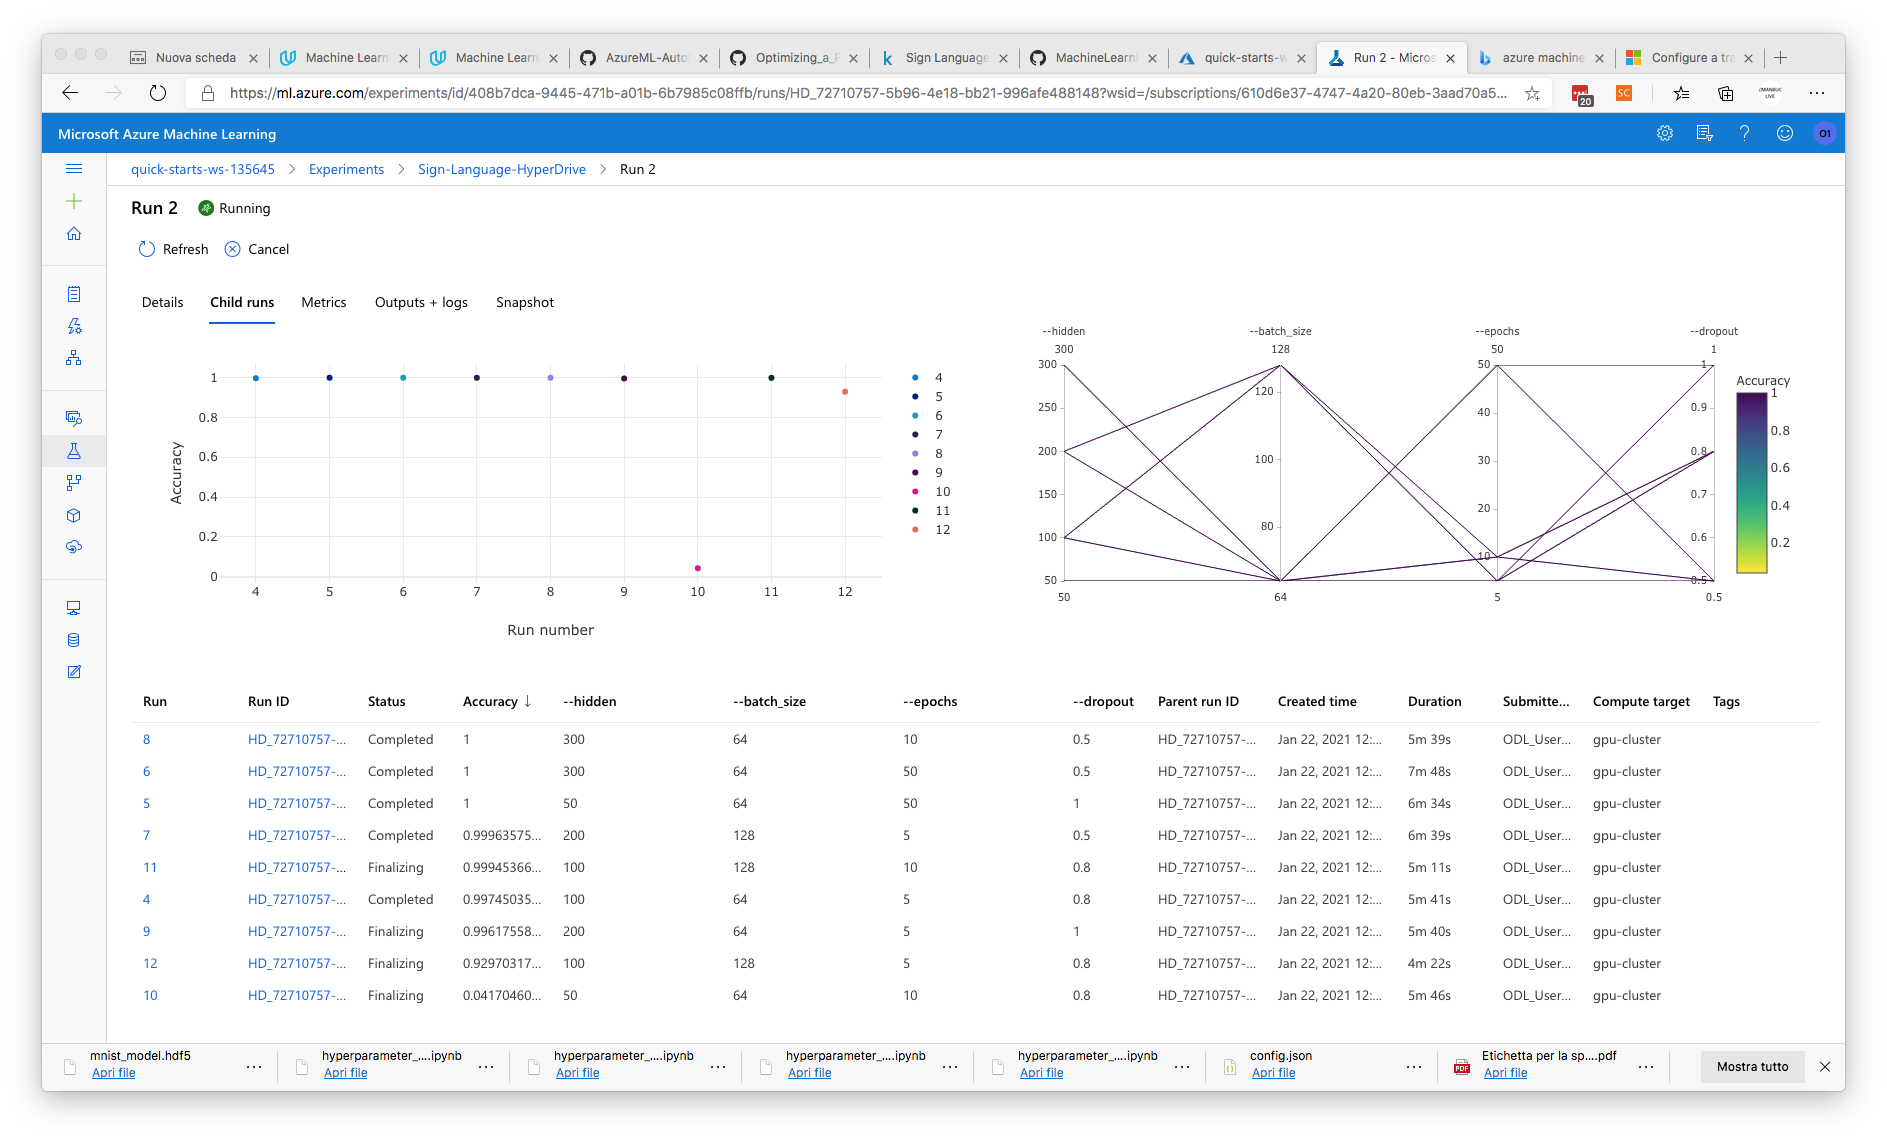 Nuova scheda
Machine Learn
Machine Learn
AzureML-Auto
Optimizing_a_P
Sign Language
MachineLearni
quick-starts-w
Run 2 - Micros
azure machine
Configure a tra
https://ml.azure.com/experiments/id/408b7dca-9445-471b-a01b-6b7985c08ffb/runs/HD_72710757-5b96-4e18-bb21-996afe488148?wsid=/subscriptions/610d6e37-4747-4a20-80eb-3aad70a5...
20
SC
Microsoft Azure Machine Learning
O1
quick-starts-ws-135645 > Experiments > Sign-Language-HyperDrive > Run 2
Run 2 Running
Refresh Cancel
Details Child runs Metrics Outputs + logs Snapshot
Accuracy
1
0.8
0.6
0.4
0.2
0
4 5 6 7 8 9 10 11 12
Run number
4
5
6
7
8
9
10
11
12
--hidden --batch_size --epochs --dropout
300 128 50 1
300
250
200
150
100
50
50
120
100
80
64
50
40
30
20
10
5
1
0.9
0.8
0.7
0.6
0.5
0.5
Accuracy
1
0.8
0.6
0.4
0.2
Run Run ID Status Accuracy ↓ --hidden --batch_size --epochs --dropout Parent run ID Created time Duration Submitte... Compute target Tags
8 HD_72710757-... Completed 1 300 64 10 0.5 HD_72710757-... Jan 22, 2021 12:... 5m 39s ODL_User... gpu-cluster
6 HD_72710757-... Completed 1 300 64 50 0.5 HD_72710757-... Jan 22, 2021 12:... 7m 48s ODL_User... gpu-cluster
5 HD_72710757-... Completed 1 50 64 50 1 HD_72710757-... Jan 22, 2021 12:... 6m 34s ODL_User... gpu-cluster
7 HD_72710757-... Completed 0.99963575... 200 128 5 0.5 HD_72710757-... Jan 22, 2021 12:... 6m 39s ODL_User... gpu-cluster
11 HD_72710757-... Finalizing 0.99945366... 100 128 10 0.8 HD_72710757-... Jan 22, 2021 12:... 5m 11s ODL_User... gpu-cluster
4 HD_72710757-... Completed 0.99745035... 100 64 5 0.8 HD_72710757-... Jan 22, 2021 12:... 5m 41s ODL_User... gpu-cluster
9 HD_72710757-... Finalizing 0.99617558... 200 64 5 1 HD_72710757-... Jan 22, 2021 12:... 5m 40s ODL_User... gpu-cluster
12 HD_72710757-... Finalizing 0.92970317... 100 128 5 0.8 HD_72710757-... Jan 22, 2021 12:... 4m 22s ODL_User... gpu-cluster
10 HD_72710757-... Finalizing 0.04170460... 50 64 10 0.8 HD_72710757-... Jan 22, 2021 12:... 5m 46s ODL_User... gpu-cluster
mnist_model.hdf5
Apri file
hyperparameter_....ipynb
Apri file
hyperparameter_....ipynb
Apri file
hyperparameter_....ipynb
Apri file
hyperparameter_....ipynb
Apri file
config.json
Apri file
PDF
Etichetta per la sp....pdf
Apri file
Mostra tutto